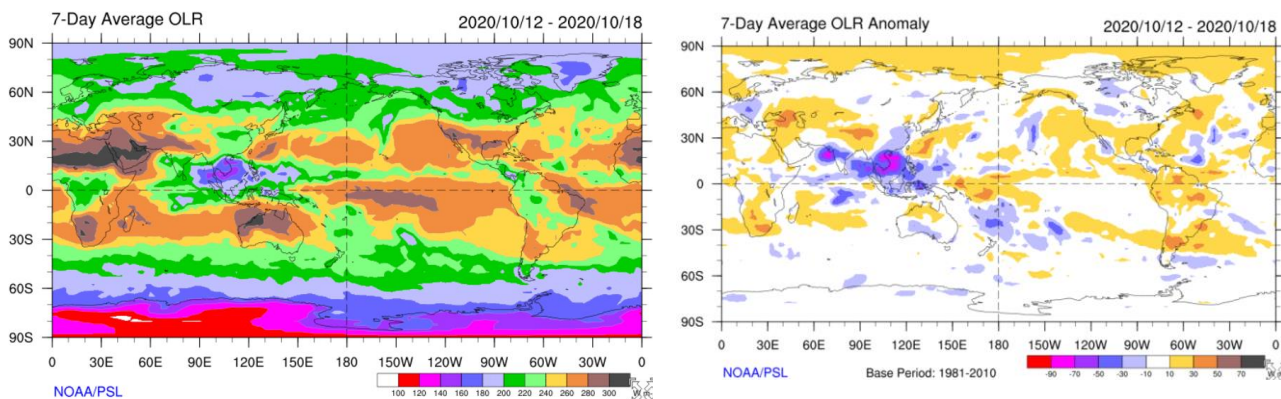 7-Day Average OLR 2020/10/12 - 2020/10/18
90N
60N
30N
0
30S
60S
90S
0 30E 60E 90E 120E 150E 180 150W 120W 90W 60W 30W 0
NOAA/PSL
100 120 140 160 180 200 220 240 260 280 300
7-Day Average OLR Anomaly 2020/10/12 - 2020/10/18
90N
60N
30N
0
30S
60S
90S
0 30E 60E 90E 120E 150E 180 150W 120W 90W 60W 30W 0
NOAA/PSL Base Period: 1981-2010
-90 -70 -50 -30 -10 10 30 50 70